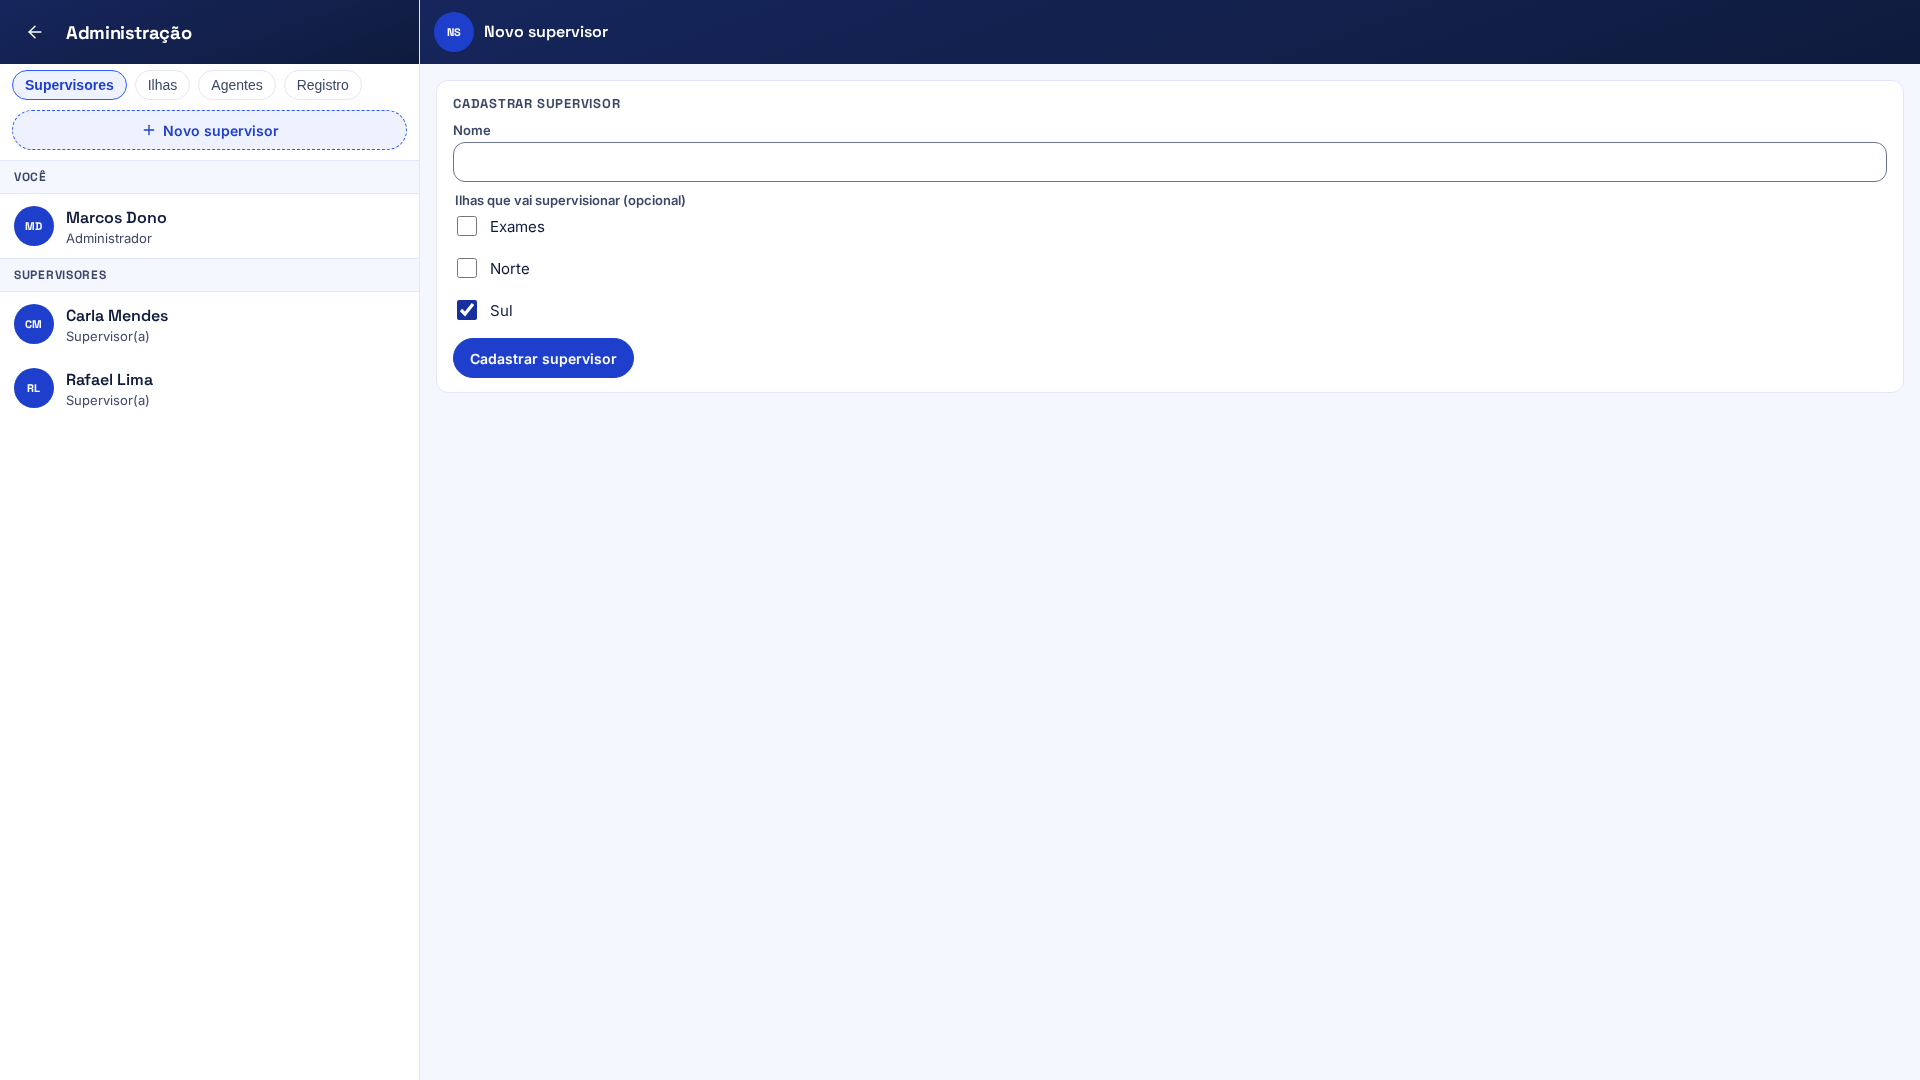 Administração
Supervisores Ilhas Agentes Registro
Novo supervisor
VOCÊ
MD Marcos Dono
Administrador
SUPERVISORES
CM Carla Mendes
Supervisor(a)
RL Rafael Lima
Supervisor(a)
NS Novo supervisor
CADASTRAR SUPERVISOR
Nome
Ilhas que vai supervisionar (opcional)
Exames
Norte
Sul
Cadastrar supervisor